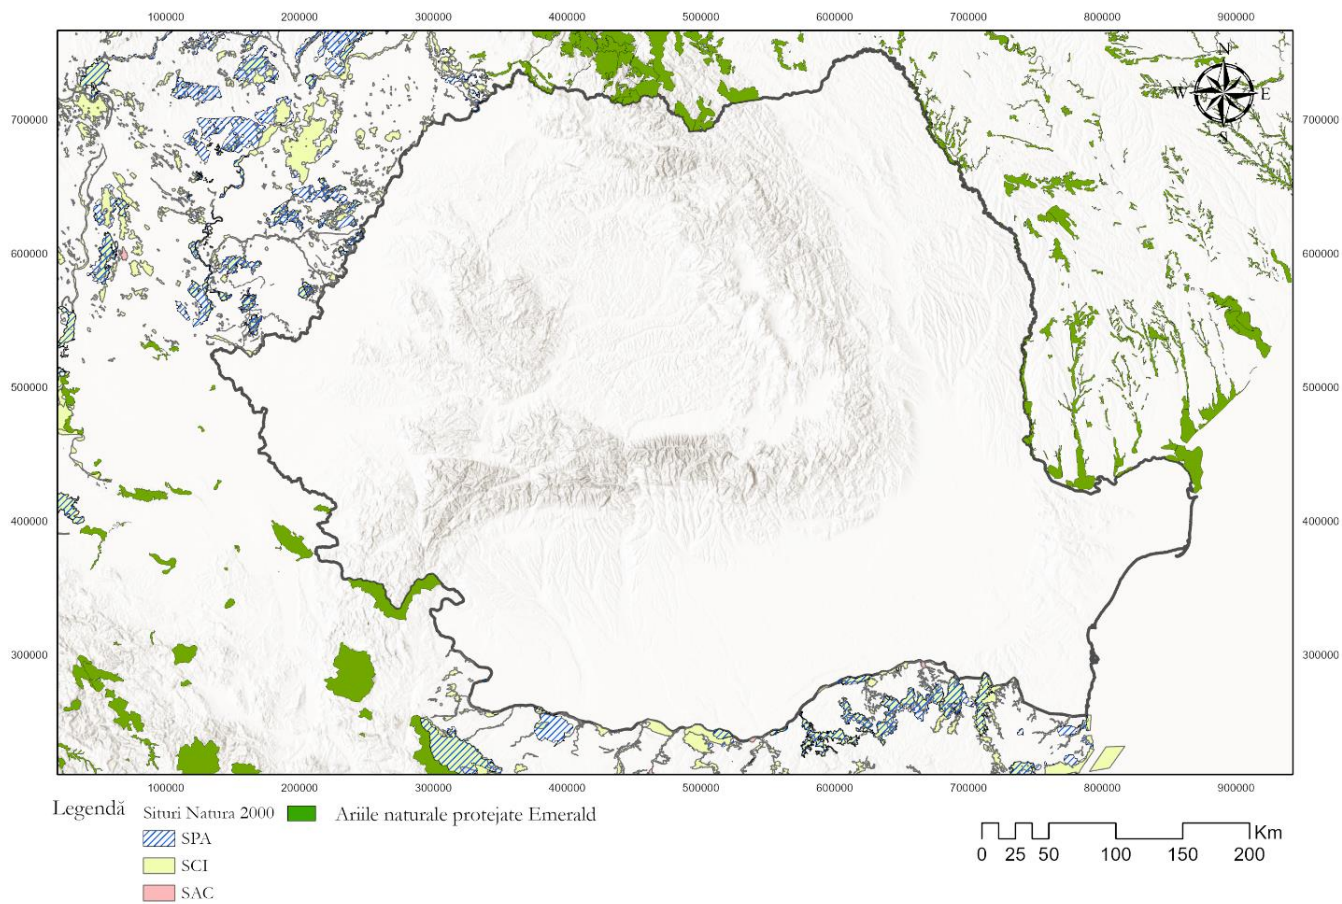 100000 200000 300000 400000 500000 600000 700000 800000 900000
N
W E
S
700000 700000
600000 600000
500000 500000
400000 400000
300000 300000
100000 200000 300000 400000 500000 600000 700000 800000 900000
Legendă Situri Natura 2000 Ariile naturale protejate Emerald
SPA
SCI
SAC
Km
0 25 50 100 150 200